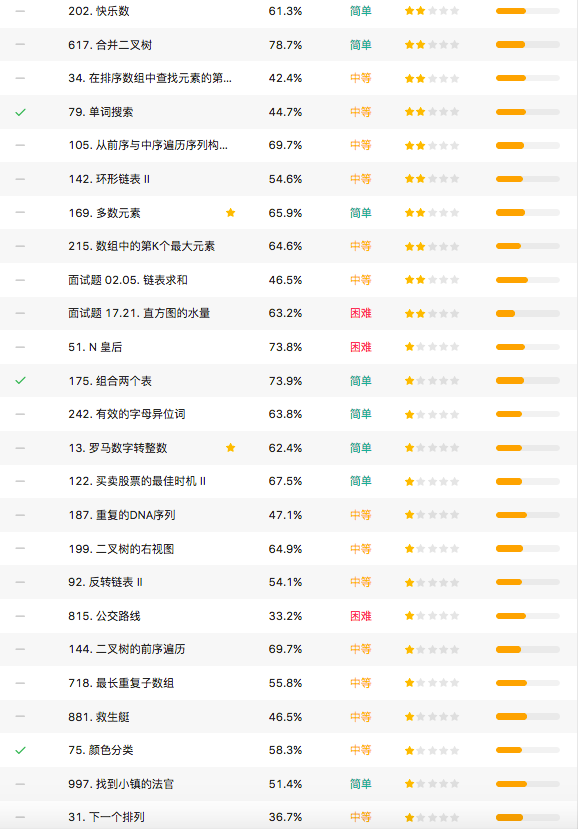 202. 快乐数 61.3% 简单
617. 合并二叉树 78.7% 简单
34. 在排序数组中查找元素的第... 42.4% 中等
79. 单词搜索 44.7% 中等
105. 从前序与中序遍历序列构... 69.7% 中等
142. 环形链表 II 54.6% 中等
169. 多数元素 65.9% 简单
215. 数组中的第K个最大元素 64.6% 中等
面试题 02.05. 链表求和 46.5% 中等
面试题 17.21. 直方图的水量 63.2% 困难
51. N 皇后 73.8% 困难
175. 组合两个表 73.9% 简单
242. 有效的字母异位词 63.8% 简单
13. 罗马数字转整数 62.4% 简单
122. 买卖股票的最佳时机 II 67.5% 简单
187. 重复的DNA序列 47.1% 中等
199. 二叉树的右视图 64.9% 中等
92. 反转链表 II 54.1% 中等
815. 公交路线 33.2% 困难
144. 二叉树的前序遍历 69.7% 中等
718. 最长重复子数组 55.8% 中等
881. 救生艇 46.5% 中等
75. 颜色分类 58.3% 中等
997. 找到小镇的法官 51.4% 简单
31. 下一个排列 36.7% 中等